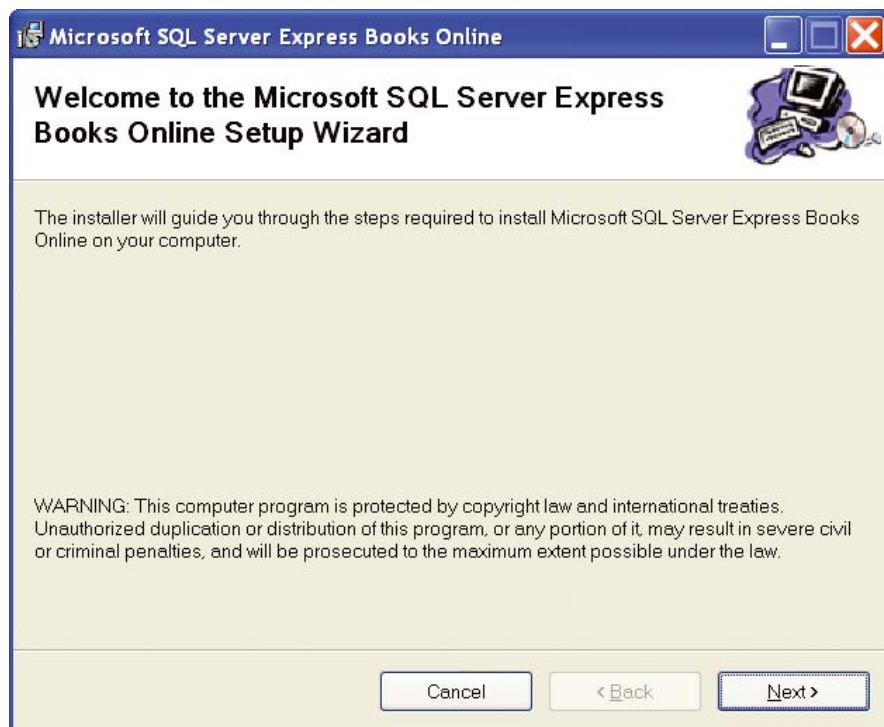 Microsoft SQL Server Express Books Online
Welcome to the Microsoft SQL Server Express
Books Online Setup Wizard
The installer will guide you through the steps required to install Microsoft SQL Server Express Books
Online on your computer.
WARNING: This computer program is protected by copyright law and international treaties.
Unauthorized duplication or distribution of this program, or any portion of it, may result in severe civil
or criminal penalties, and will be prosecuted to the maximum extent possible under the law.
Cancel
< Back
Next >